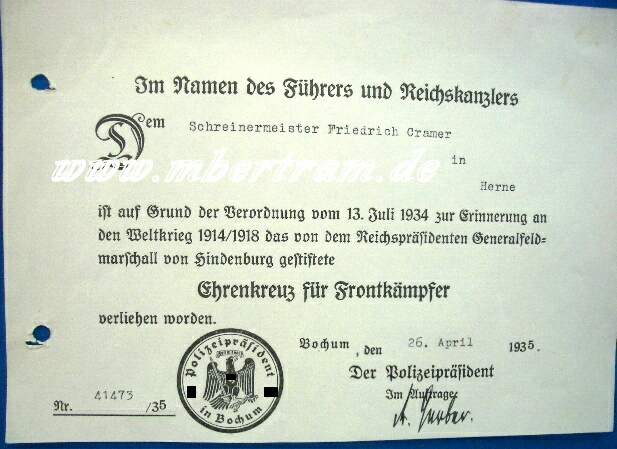 Im Namen des Führers und Reichskanzlers
Dem Schreinermeister Friedrich Cramer
www.mbertram.de
in
Herne
ist auf Grund der Verordnung vom 13. Juli 1934 zur Erinnerung an
den Weltkrieg 1914/1918 das von dem Reichspräsidenten Generalfeld-
marschall von Hindenburg gestiftete
Ehrenkreuz für Frontkämpfer
verliehen worden.
Bochum, den 26. April 1935.
Polizeipräsident
in Bochum
Der Polizeipräsident
Im Auftrage
Nr. 41473 /35